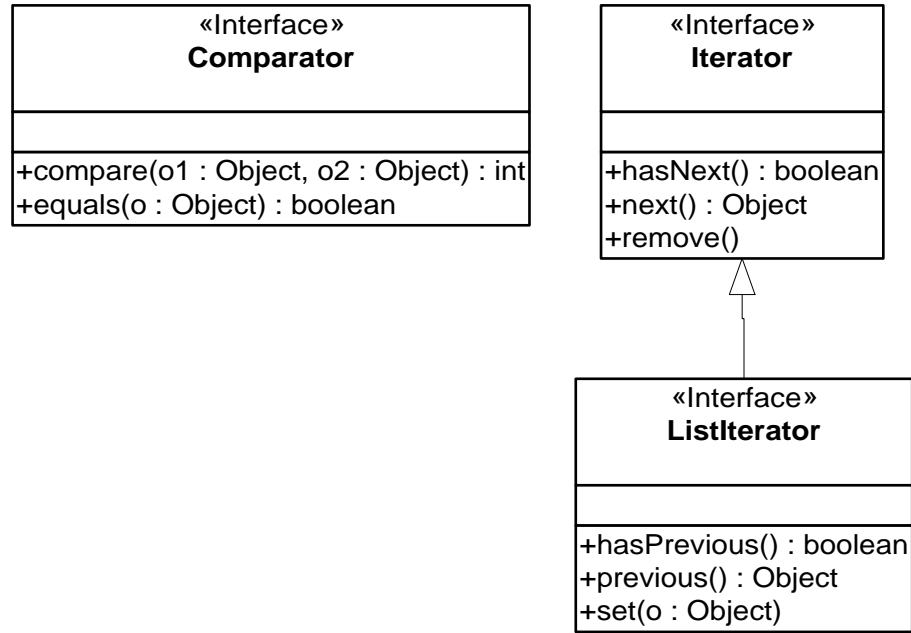 «Interface»
Comparator
+compare(o1 : Object, o2 : Object) : int
+equals(o : Object) : boolean
«Interface»
Iterator
+hasNext() : boolean
+next() : Object
+remove()
«Interface»
ListIterator
+hasPrevious() : boolean
+previous() : Object
+set(o : Object)